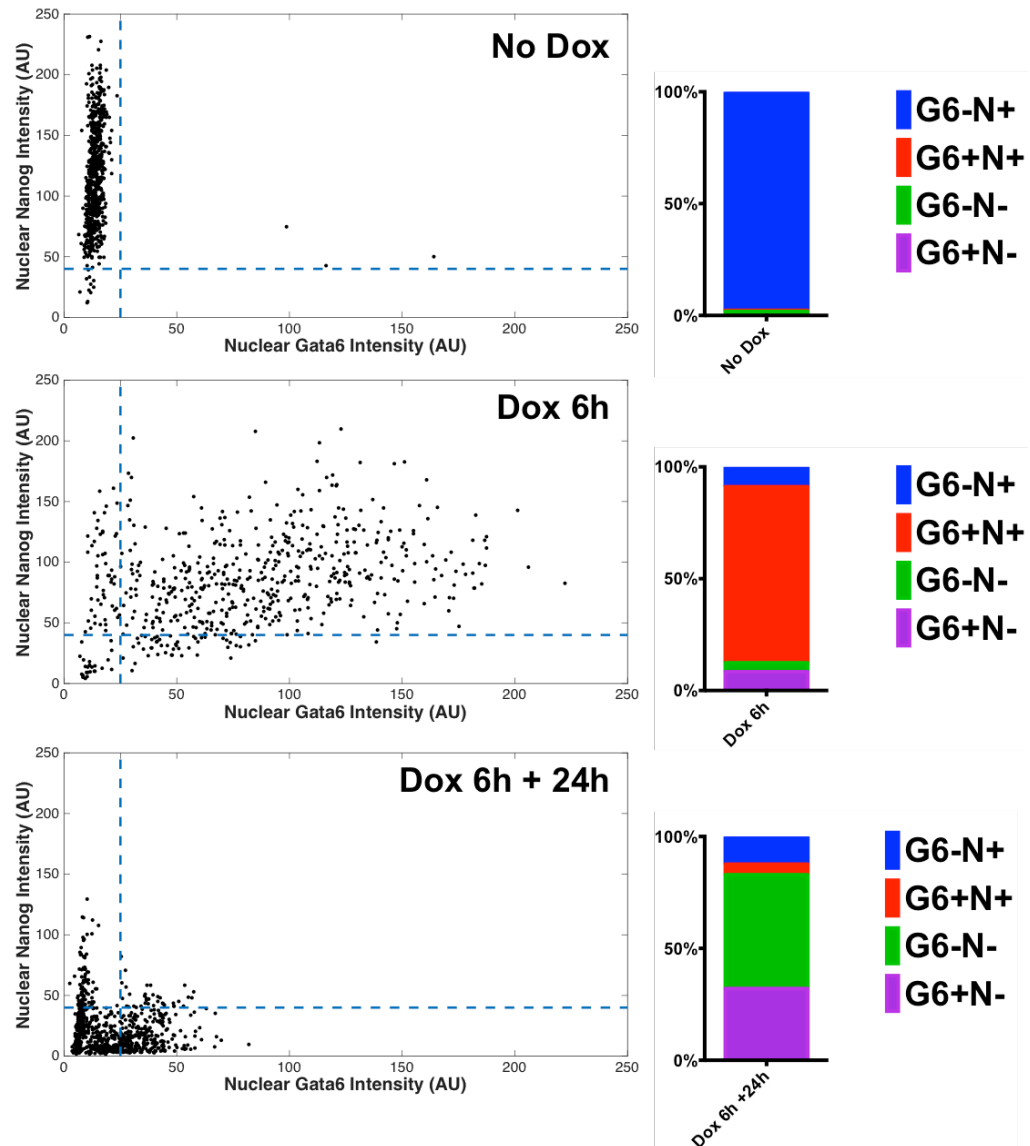 No Dox
Nuclear Nanog Intensity (AU)
250
200
150
100
50
0
0 50 100 150 200 250
Nuclear Gata6 Intensity (AU)
100%
50%
0%
No Dox
G6-N+
G6+N+
G6-N-
G6+N-
Dox 6h
Nuclear Nanog Intensity (AU)
250
200
150
100
50
0
0 50 100 150 200 250
Nuclear Gata6 Intensity (AU)
100%
50%
0%
Dox 6h
G6-N+
G6+N+
G6-N-
G6+N-
Dox 6h + 24h
Nuclear Nanog Intensity (AU)
250
200
150
100
50
0
0 50 100 150 200 250
Nuclear Gata6 Intensity (AU)
100%
50%
0%
Dox 6h +24h
G6-N+
G6+N+
G6-N-
G6+N-